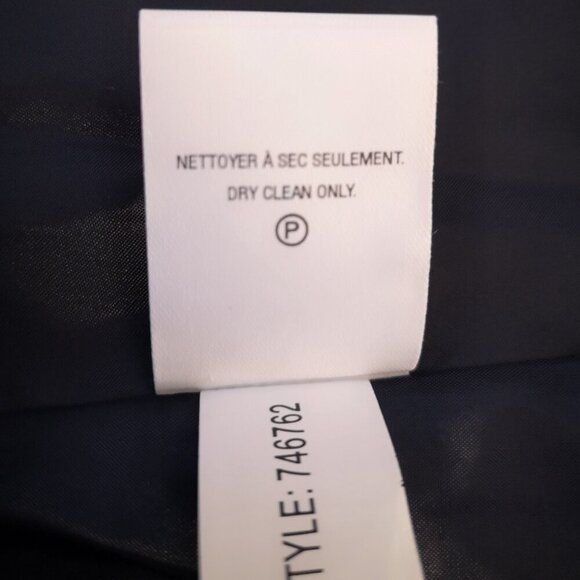 NETTOYER À SEC SEULEMENT.
DRY CLEAN ONLY.
P
TYLE: 746762